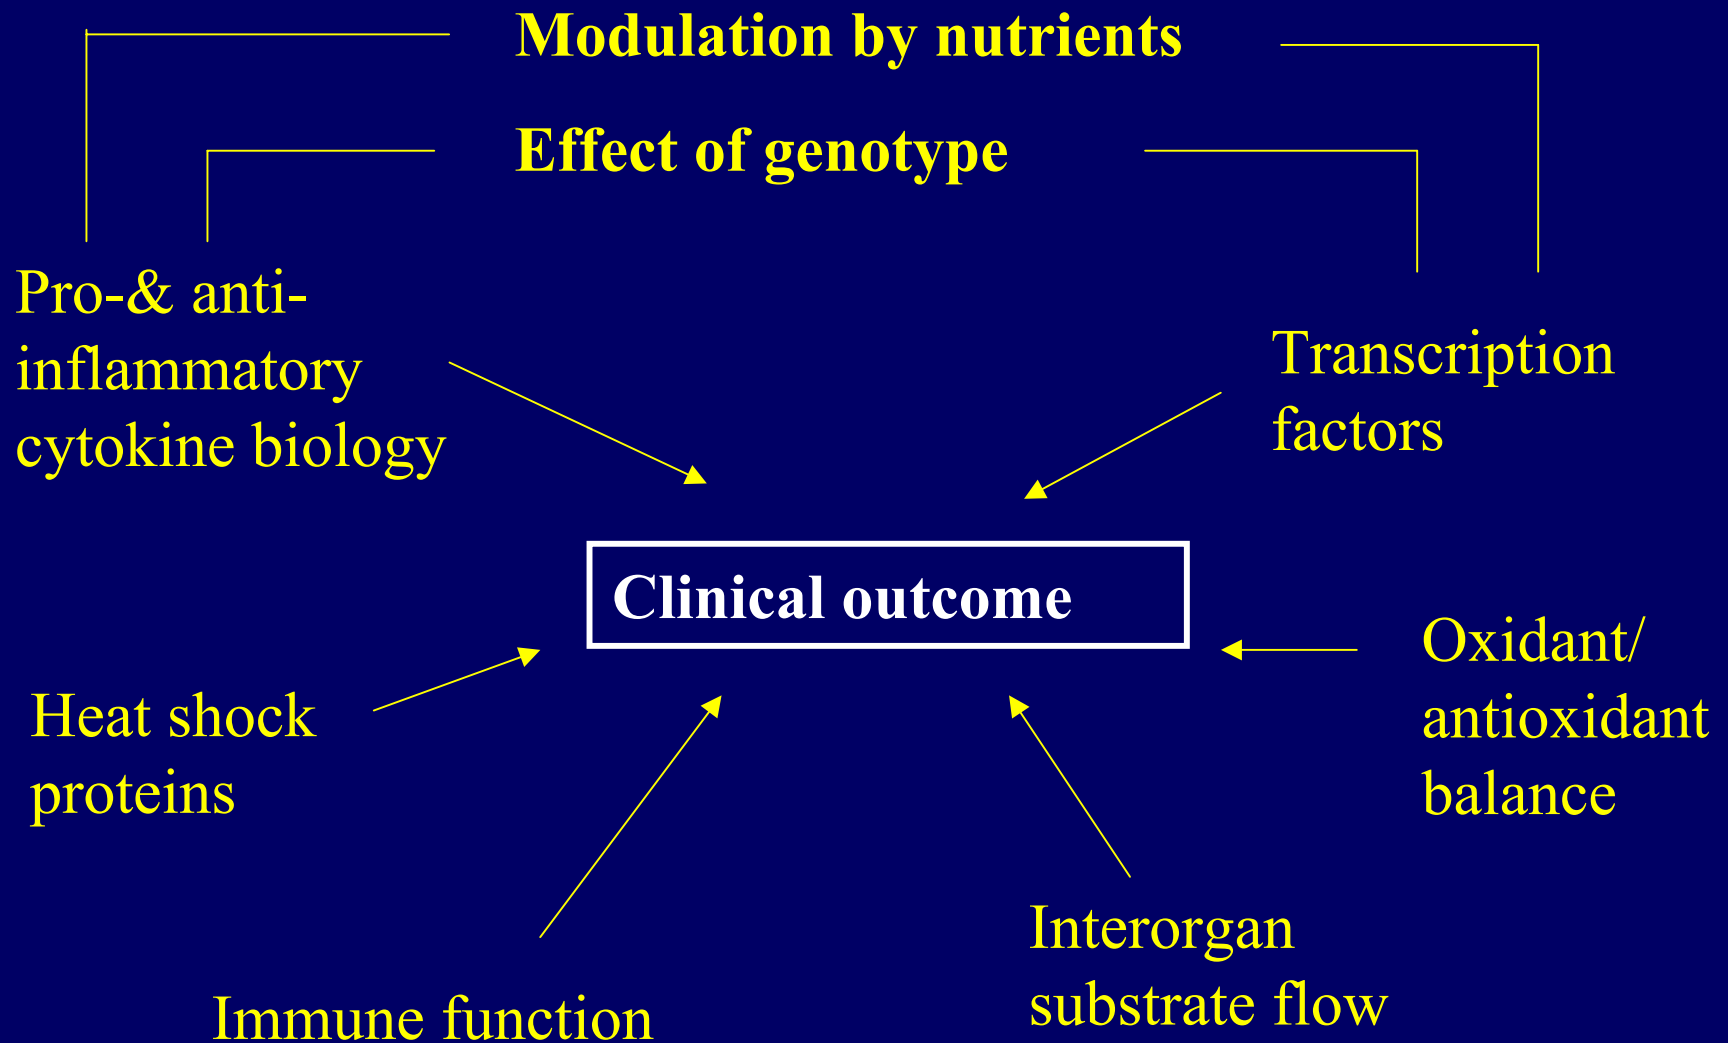 Modulation by nutrients
Effect of genotype
Pro-& anti-
inflammatory
cytokine biology
Transcription
factors
Clinical outcome
Heat shock
proteins
Oxidant/
antioxidant
balance
Immune function
Interorgan
substrate flow